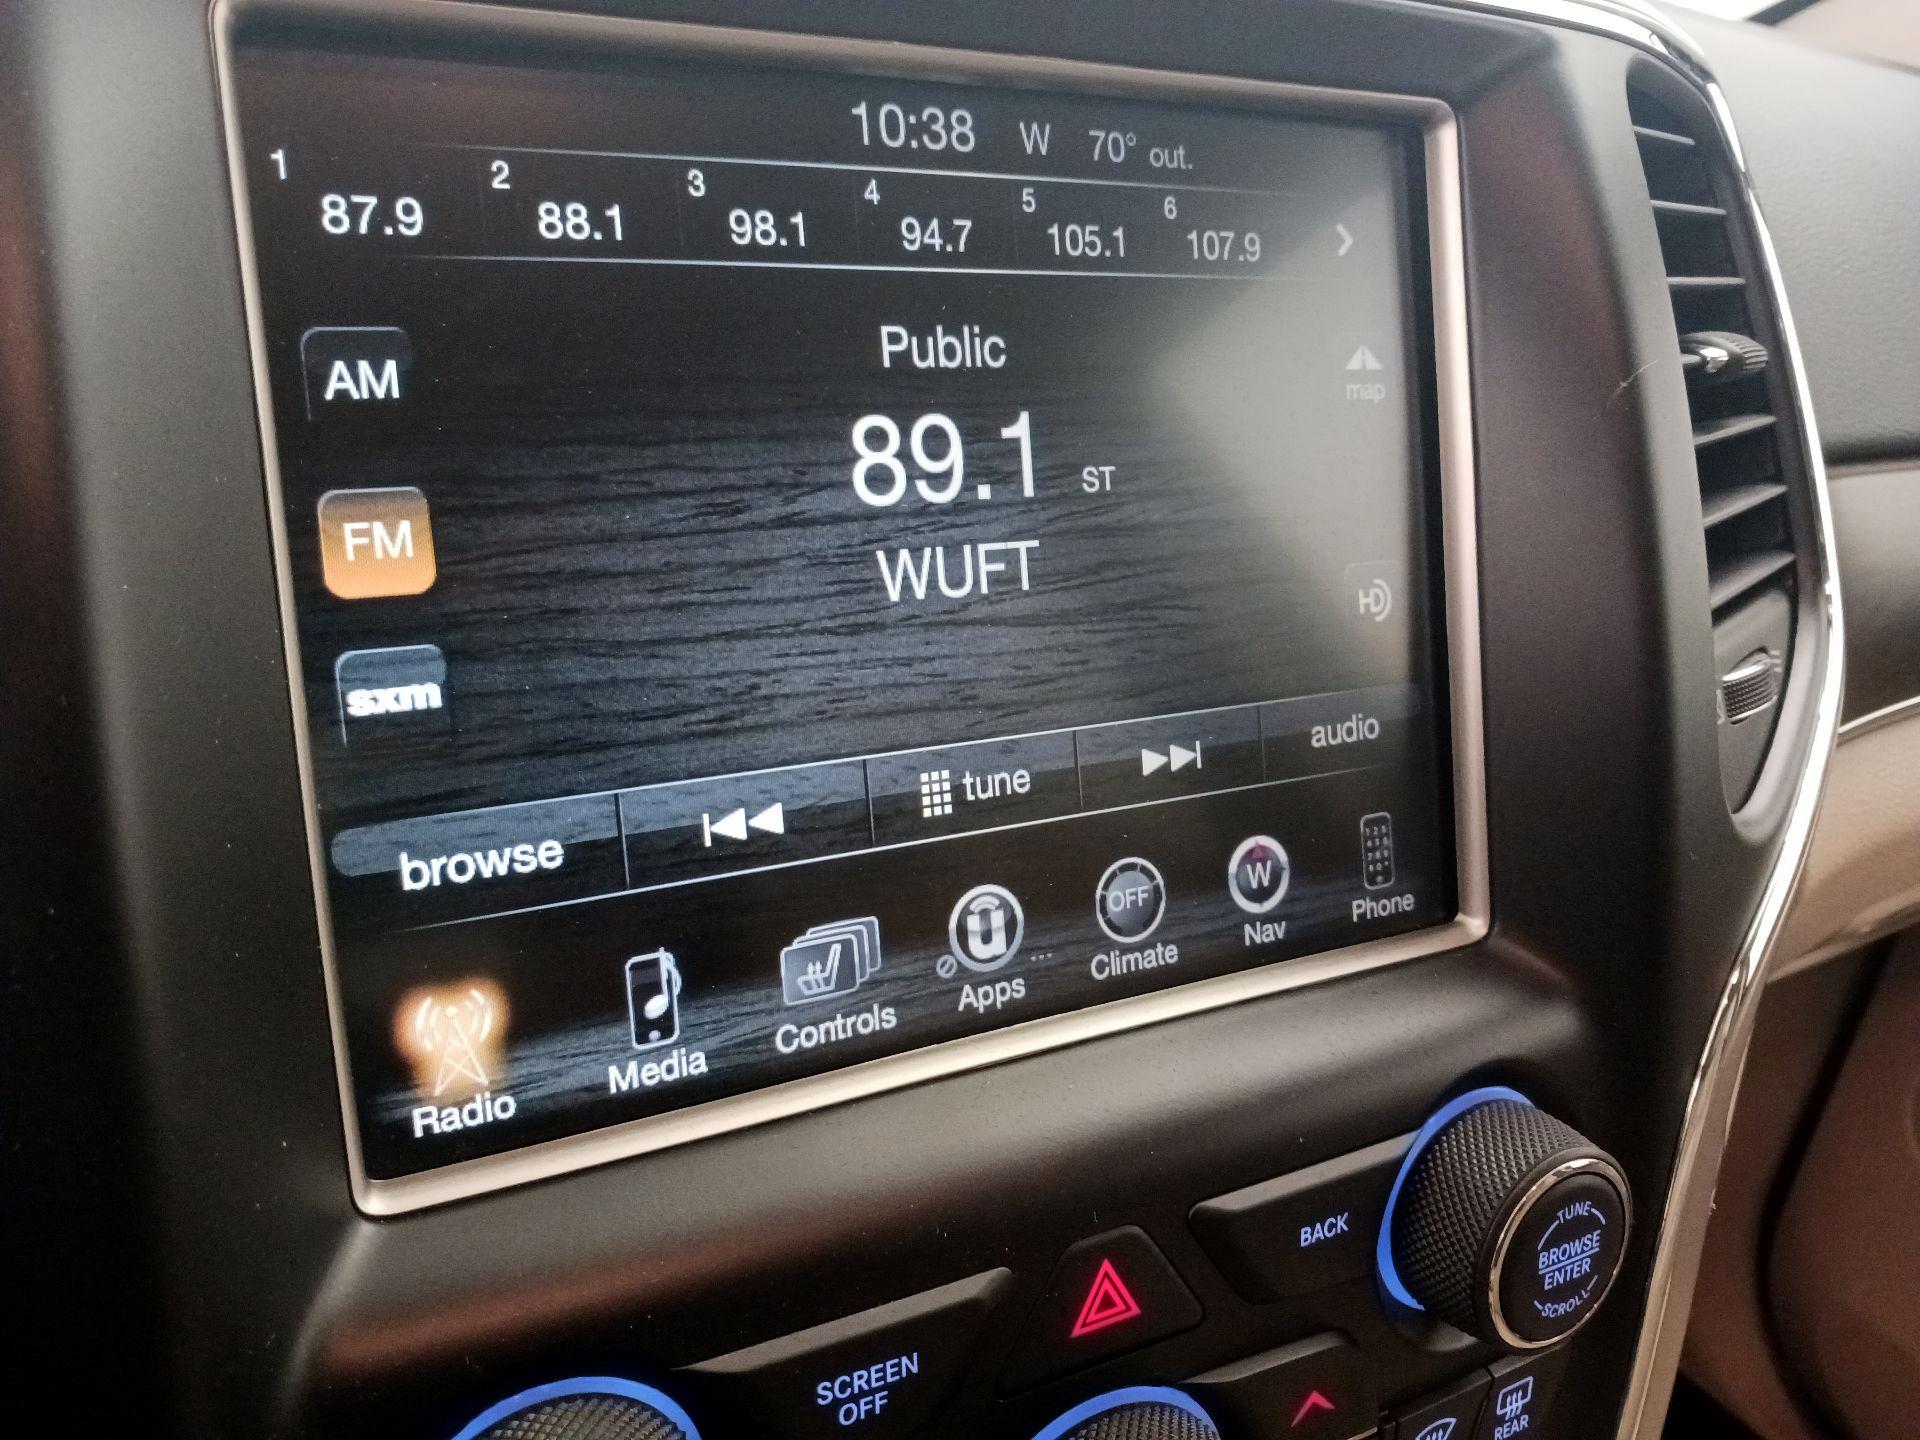 10:38 W 70° out.
1 87.9 2 88.1 3 98.1 4 94.7 5 105.1 6 107.9
AM
Public
map
89.1 ST
FM
WUFT
HD
sxm
browse tune audio
Radio
Media
Controls
u Apps
OFF Climate
W Nav
Phone
BACK
TUNE
BROWSE
ENTER
SCROLL
SCREEN
OFF
REAR